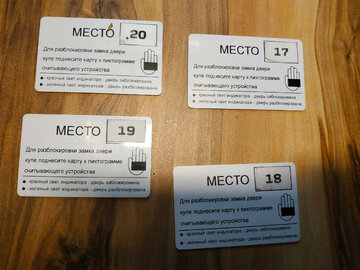 МЕСТО 20
Для разблокировки замка двери
купе поднесите карту к пиктограмме
считывающего устройства
● красный свет индикатора - дверь заблокирована
● зеленый свет индикатора - дверь разблокирована
МЕСТО 17
Для разблокировки замка двери
купе поднесите карту к пиктограмме
считывающего устройства
● красный свет индикатора - дверь заблокирована
● зеленый свет индикатора - дверь разблокирована
МЕСТО 19
Для разблокировки замка двери
купе поднесите карту к пиктограмме
считывающего устройства
● красный свет индикатора - дверь заблокирована
● зеленый свет индикатора - дверь разблокирована
МЕСТО 18
Для разблокировки замка двери
купе поднесите карту к пиктограмме
считывающего устройства
● красный свет индикатора - дверь заблокирована
● зеленый свет индикатора - дверь разблокирована